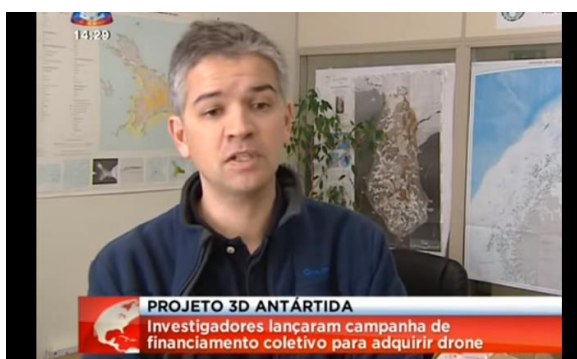 14:29
PROJETO 3D ANTÁRTIDA
Investigadores lançaram campanha de
financiamento coletivo para adquirir drone